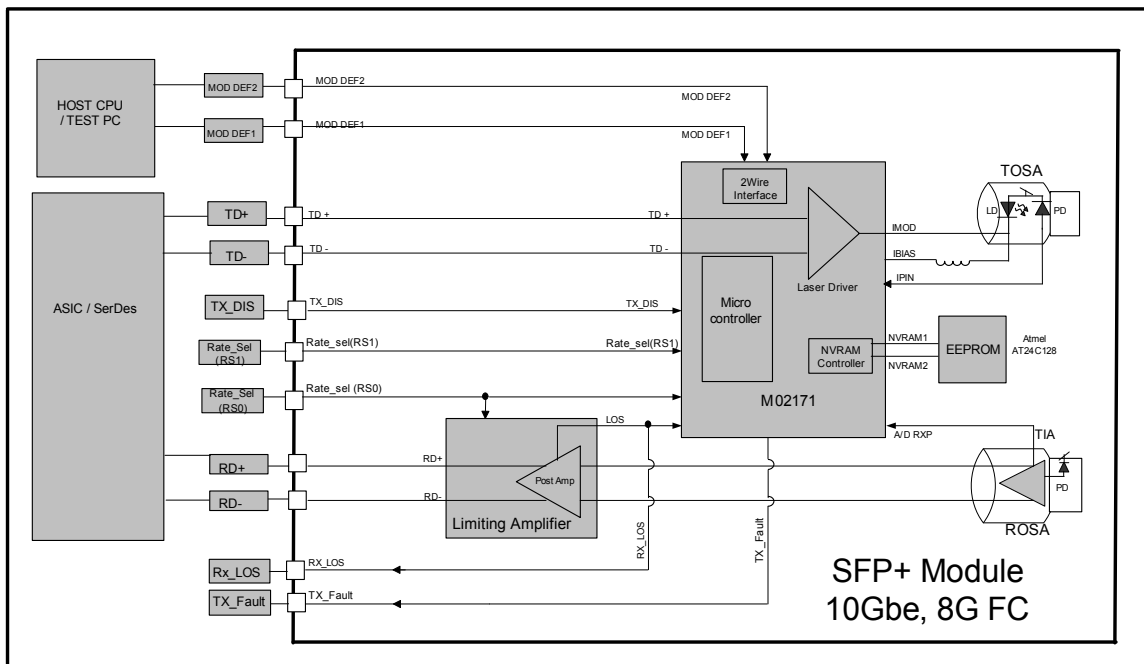 HOST CPU
/ TEST PC
MOD DEF2
MOD DEF2
MOD DEF2
MOD DEF1
MOD DEF1
MOD DEF1
ASIC / SerDes
TD+
TD +
TD +
TD-
TD -
TD -
TX_DIS
TX_DIS
TX_DIS
Rate_Sel
(RS1)
Rate_sel(RS1)
Rate_sel(RS1)
Rate_Sel
(RS0)
Rate_sel (RS0)
2Wire
Interface
Laser Driver
Micro
controller
NVRAM
Controller
M02171
TOSA
LD
PD
IMOD
IBIAS
IPIN
NVRAM1
NVRAM2
EEPROM
Atmel
AT24C128
LOS
A/D RXP
TIA
PD
ROSA
RD+
RD+
RD-
RD-
Post Amp
Limiting Amplifier
RX_LOS
TX_Fault
Rx_LOS
RX_LOS
TX_Fault
TX_Fault
SFP+ Module
10Gbe, 8G FC